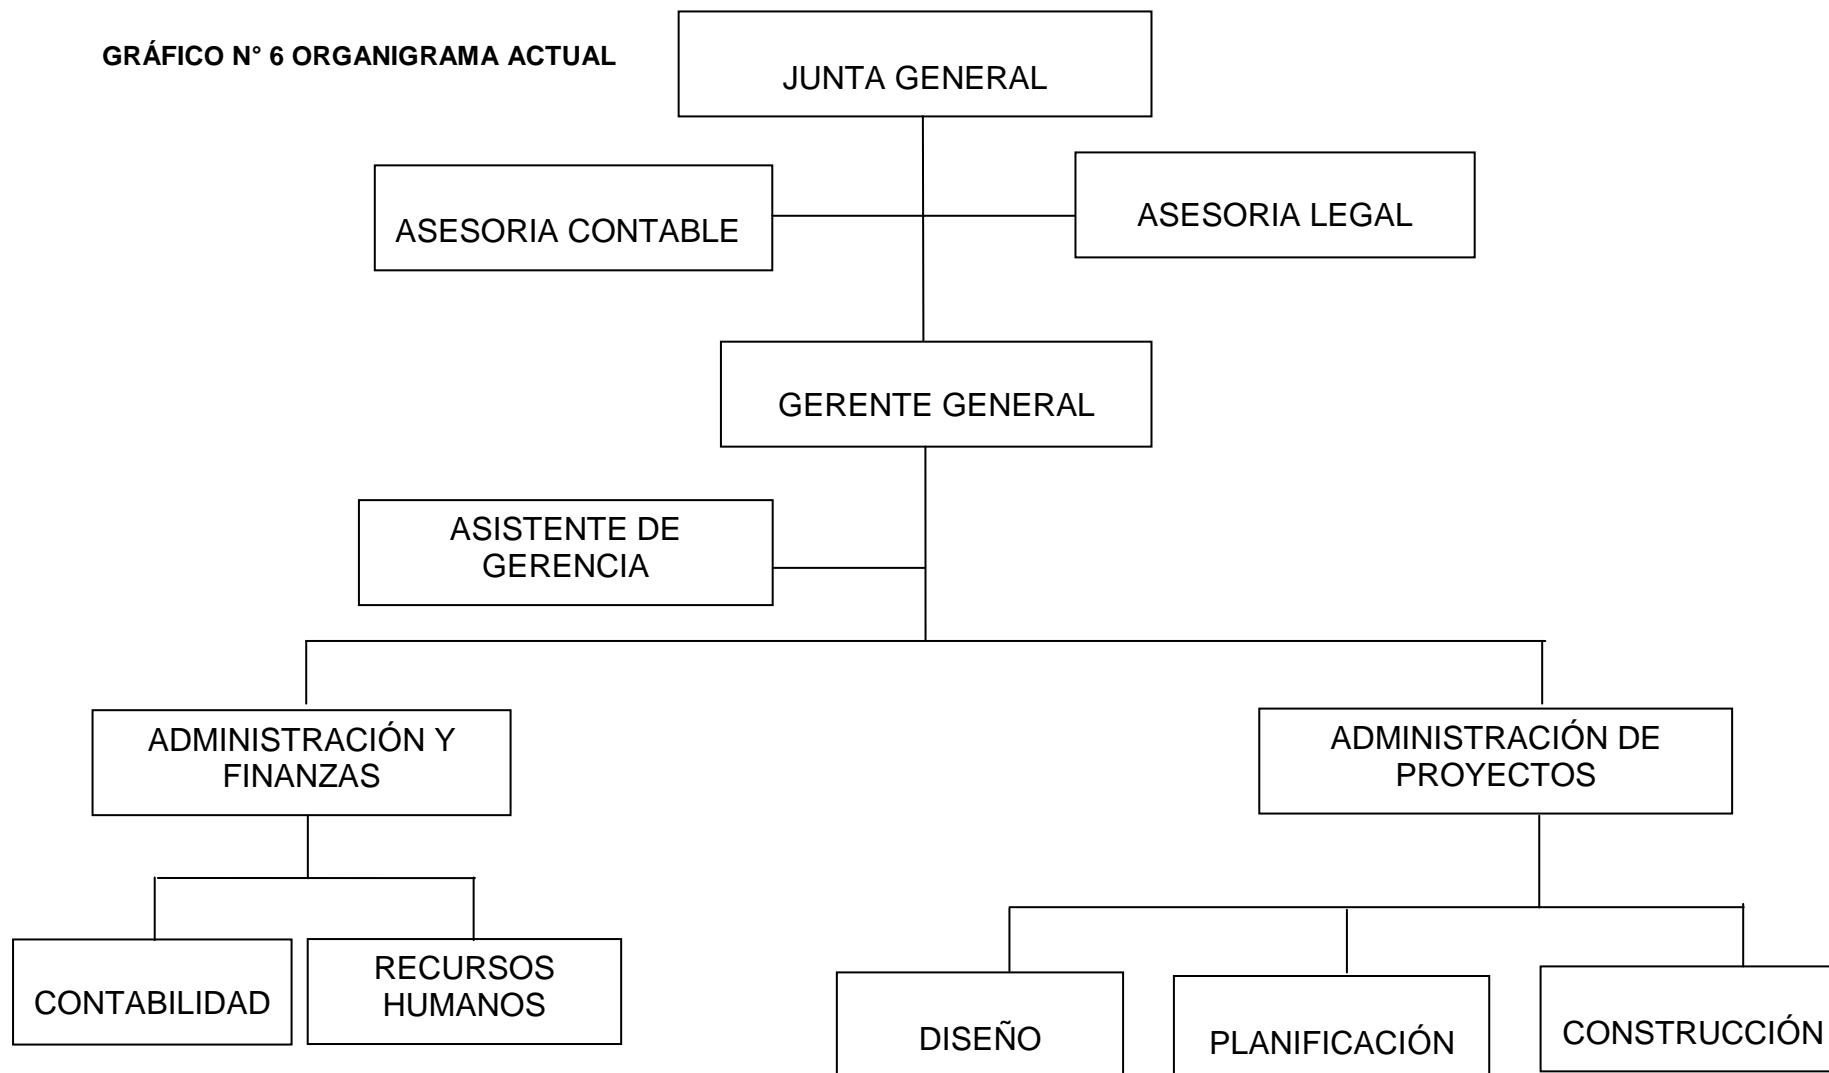 GRÁFICO N° 6 ORGANIGRAMA ACTUAL
JUNTA GENERAL
ASESORIA CONTABLE
ASESORIA LEGAL
GERENTE GENERAL
ASISTENTE DE
GERENCIA
ADMINISTRACIÓN Y
FINANZAS
ADMINISTRACIÓN DE
PROYECTOS
CONTABILIDAD
RECURSOS
HUMANOS
DISEÑO
PLANIFICACIÓN
CONSTRUCCIÓN